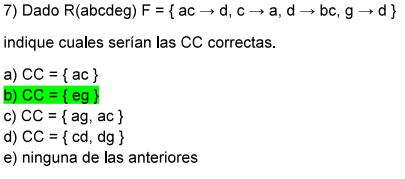 7) Dado R(abcdeg) F = { ac → d, c → a, d → bc, g → d }
indique cuales serían las CC correctas.
a) CC = { ac }
b) CC = { eg }
c) CC = { ag, ac }
d) CC = { cd, dg }
e) ninguna de las anteriores